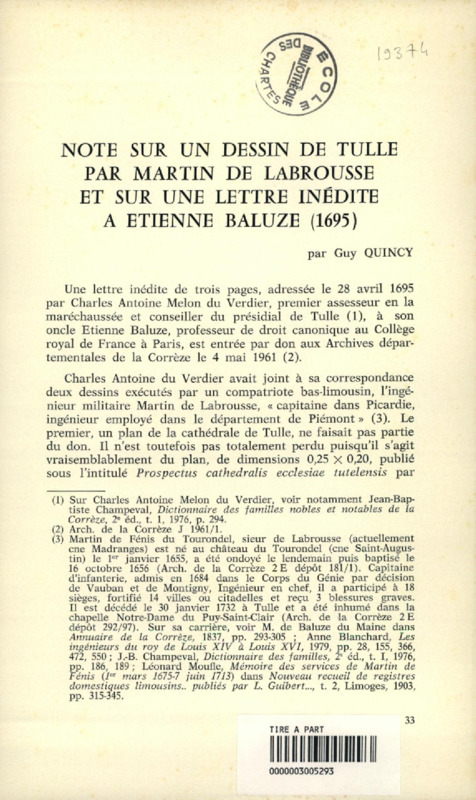 ECOLE
DES CHARTES
BIBLIOTHÈQUE
19374
NOTE SUR UN DESSIN DE TULLE
PAR MARTIN DE LABROUSSE
ET SUR UNE LETTRE INÉDITE
A ETIENNE BALUZE (1695)
par Guy QUINCY
Une lettre inédite de trois pages, adressée le 28 avril 1695
par Charles Antoine Melon du Verdier, premier assesseur en la
maréchaussée et conseiller du présidial de Tulle (1), à son
oncle Etienne Baluze, professeur de droit canonique au Collège
royal de France à Paris, est entrée par don aux Archives dépar-
tementales de la Corrèze le 4 mai 1961 (2).
Charles Antoine du Verdier avait joint à sa correspondance
deux dessins exécutés par un compatriote bas-limousin, l'ingé-
nieur militaire Martin de Labrousse, « capitaine dans Picardie,
ingénieur employé dans le département de Piémont » (3). Le
premier, un plan de la cathédrale de Tulle, ne faisait pas partie
du don. Il n'est toutefois pas totalement perdu puisqu'il s'agit
vraisemblablement du plan, de dimensions 0,25 × 0,20, publié
sous l'intitulé Prospectus cathedralis ecclesiae tutelensis par
(1) Sur Charles Antoine Melon du Verdier, voir notamment Jean-Bap-
tiste Champeval, Dictionnaire des familles nobles et notables de la
Corrèze, 2e éd., t. 1, 1976, p. 294.
(2) Arch. de la Corrèze J 1961/1.
(3) Martin de Fénis du Tourondel, sieur de Labrousse (actuellement
cne Madranges) est né au château du Tourondel (cne Saint-Augus-
tin) le 1er janvier 1655, a été ondoyé le lendemain puis baptisé le
16 octobre 1656 (Arch. de la Corrèze 2 E dépôt 181/1). Capitaine
d'infanterie, admis en 1684 dans le Corps du Génie par décision
de Vauban et de Montigny, Ingénieur en chef, il a participé à 18
sièges, fortifié 14 villes ou citadelles et reçu 3 blessures graves.
Il est décédé le 30 janvier 1732 à Tulle et a été inhumé dans la
chapelle Notre-Dame du Puy-Saint-Clair (Arch. de la Corrèze 2 E
dépôt 292/97). Sur sa carrière, voir M. de Baluze du Maine dans
Annuaire de la Corrèze, 1837, pp. 293-305 ; Anne Blanchard, Les
ingénieurs du roy de Louis XIV à Louis XVI, 1979, pp. 28, 155, 366,
472, 550 ; J.-B. Champeval, Dictionnaire des familles, 2e éd., t. I, 1976,
pp. 186, 189 ; Léonard Moulle, Mémoire des services de Martin de
Fénis (1er mars 1675-7 juin 1713) dans Nouveau recueil de registres
domestiques limousins.. publiés par L. Guibert..., t. 2, Limoges, 1903,
pp. 315-345.
33
TIRE A PART
0000003005293